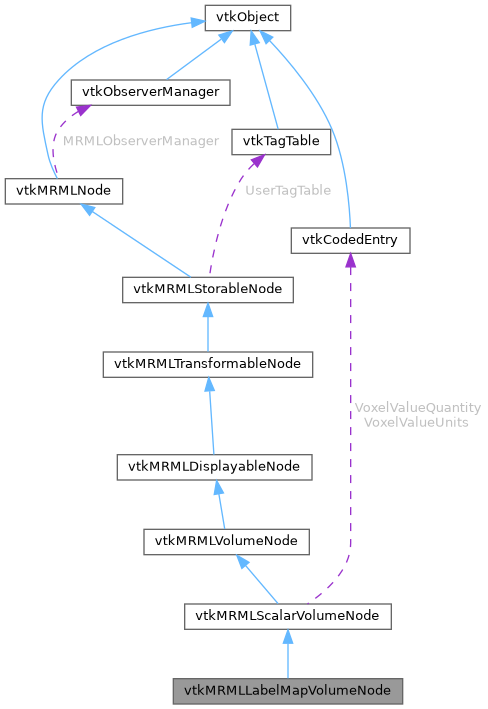 vtkObject
vtkObserverManager
vtkTagTable
MRMLObserverManager
vtkMRMLNode
UserTagTable
vtkCodedEntry
vtkMRMLStorableNode
vtkMRMLTransformableNode
VoxelValueQuantity
VoxelValueUnits
vtkMRMLDisplayableNode
vtkMRMLVolumeNode
vtkMRMLScalarVolumeNode
vtkMRMLLabelMapVolumeNode